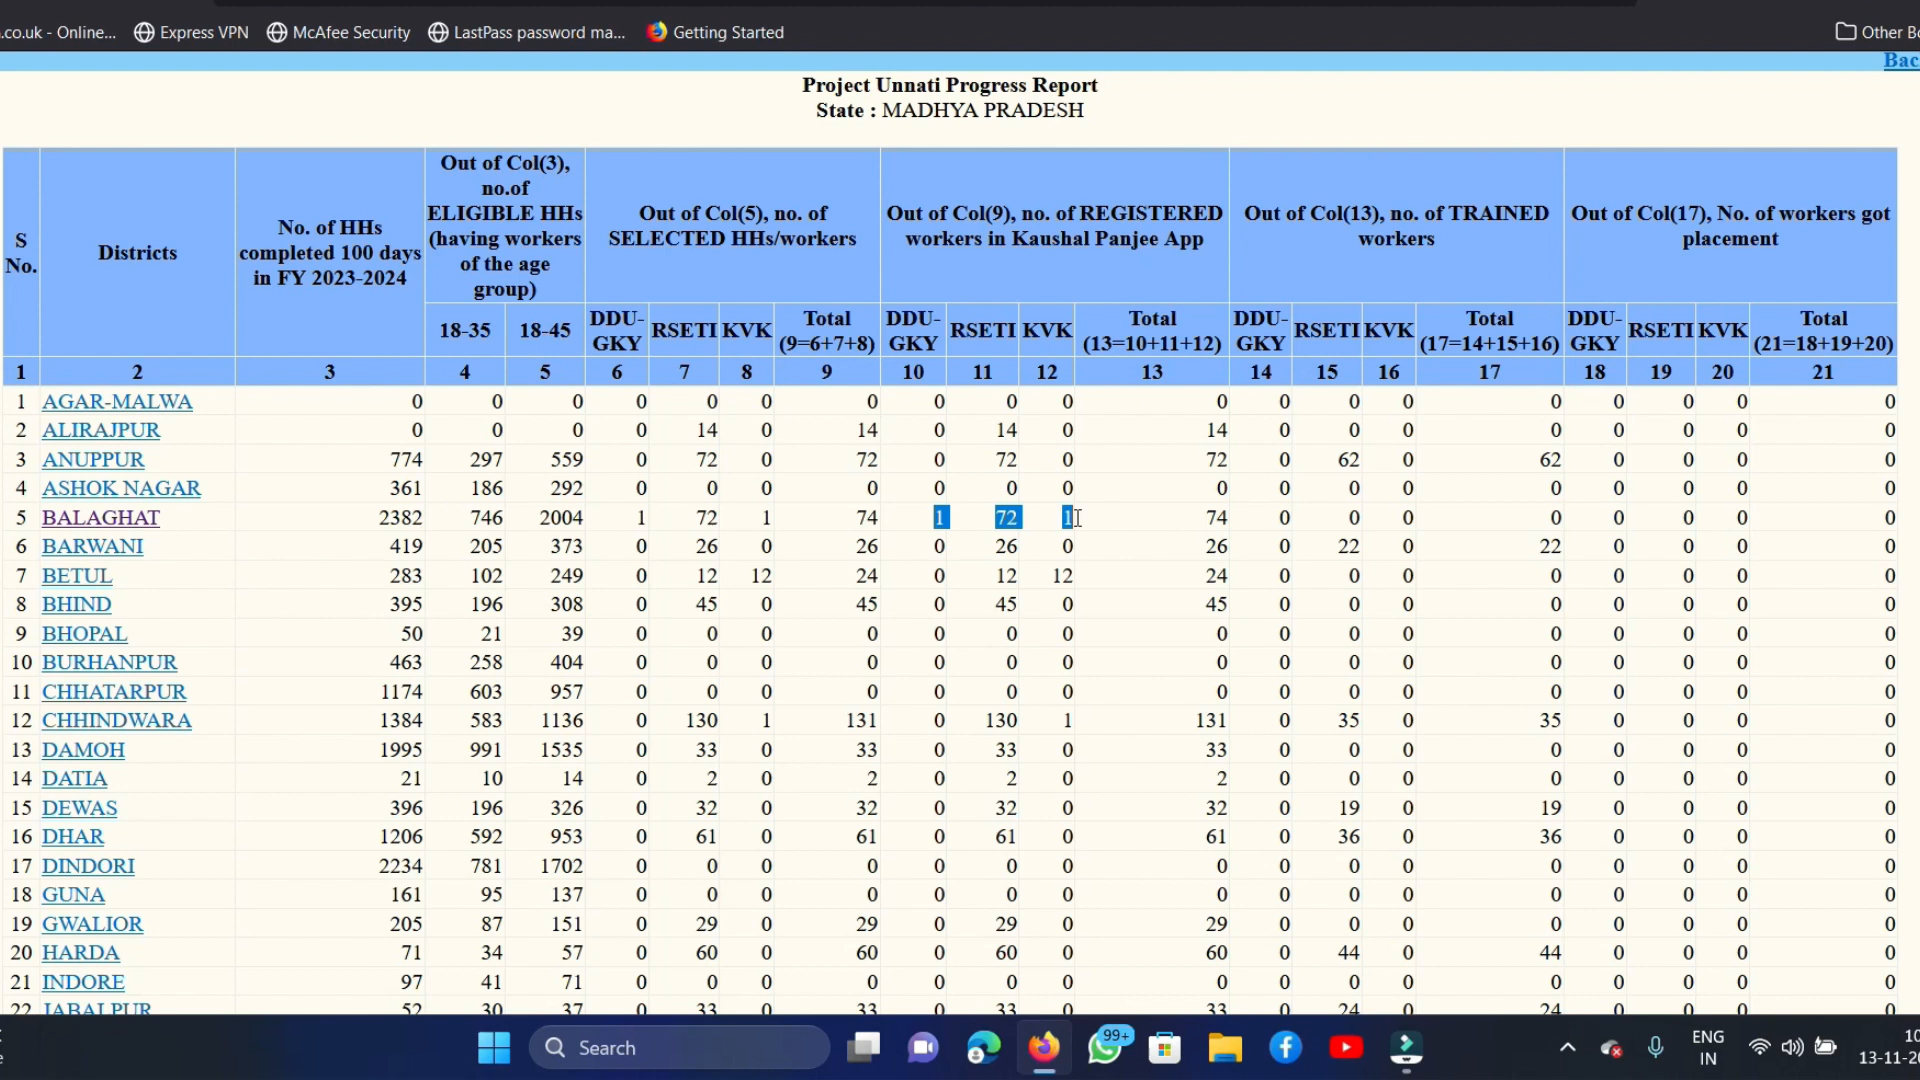 .co.uk - Online... Express VPN McAfee Security LastPass password ma... Getting Started Other Bo
Bac
Project Unnati Progress Report
State : MADHYA PRADESH
S No. Districts No. of HHs completed 100 days in FY 2023-2024 Out of Col(3), no.of ELIGIBLE HHs (having workers of the age group) Out of Col(5), no. of SELECTED HHs/workers Out of Col(9), no. of REGISTERED workers in Kaushal Panjee App Out of Col(13), no. of TRAINED workers Out of Col(17), No. of workers got placement
18-35 18-45 DDU-GKY RSETI KVK Total (9=6+7+8) DDU-GKY RSETI KVK Total (13=10+11+12) DDU-GKY RSETI KVK Total (17=14+15+16) DDU-GKY RSETI KVK Total (21=18+19+20)
1 2 3 4 5 6 7 8 9 10 11 12 13 14 15 16 17 18 19 20 21
1 AGAR-MALWA 0 0 0 0 0 0 0 0 0 0 0 0 0 0 0 0 0 0 0
2 ALIRAJPUR 0 0 0 0 14 0 14 0 14 0 14 0 0 0 0 0 0 0 0
3 ANUPPUR 774 297 559 0 72 0 72 0 72 0 72 0 62 0 62 0 0 0 0
4 ASHOK NAGAR 361 186 292 0 0 0 0 0 0 0 0 0 0 0 0 0 0 0 0
5 BALAGHAT 2382 746 2004 1 72 1 74 1 72 1 74 0 0 0 0 0 0 0 0
6 BARWANI 419 205 373 0 26 0 26 0 26 0 26 0 22 0 22 0 0 0 0
7 BETUL 283 102 249 0 12 12 24 0 12 12 24 0 0 0 0 0 0 0 0
8 BHIND 395 196 308 0 45 0 45 0 45 0 45 0 0 0 0 0 0 0 0
9 BHOPAL 50 21 39 0 0 0 0 0 0 0 0 0 0 0 0 0 0 0 0
10 BURHANPUR 463 258 404 0 0 0 0 0 0 0 0 0 0 0 0 0 0 0 0
11 CHHATARPUR 1174 603 957 0 0 0 0 0 0 0 0 0 0 0 0 0 0 0 0
12 CHHINDWARA 1384 583 1136 0 130 1 131 0 130 1 131 0 35 0 35 0 0 0 0
13 DAMOH 1995 991 1535 0 33 0 33 0 33 0 33 0 0 0 0 0 0 0 0
14 DATIA 21 10 14 0 2 0 2 0 2 0 2 0 0 0 0 0 0 0 0
15 DEWAS 396 196 326 0 32 0 32 0 32 0 32 0 19 0 19 0 0 0 0
16 DHAR 1206 592 953 0 61 0 61 0 61 0 61 0 36 0 36 0 0 0 0
17 DINDORI 2234 781 1702 0 0 0 0 0 0 0 0 0 0 0 0 0 0 0 0
18 GUNA 161 95 137 0 0 0 0 0 0 0 0 0 0 0 0 0 0 0 0
19 GWALIOR 205 87 151 0 29 0 29 0 29 0 29 0 0 0 0 0 0 0 0
20 HARDA 71 34 57 0 60 0 60 0 60 0 60 0 44 0 44 0 0 0 0
21 INDORE 97 41 71 0 0 0 0 0 0 0 0 0 0 0 0 0 0 0 0
22 JABALPUR 52 30 37 0 33 0 33 0 33 0 33 0 24 0 24 0 0 0 0
Search 99+ ENG 10
IN 13-11-20